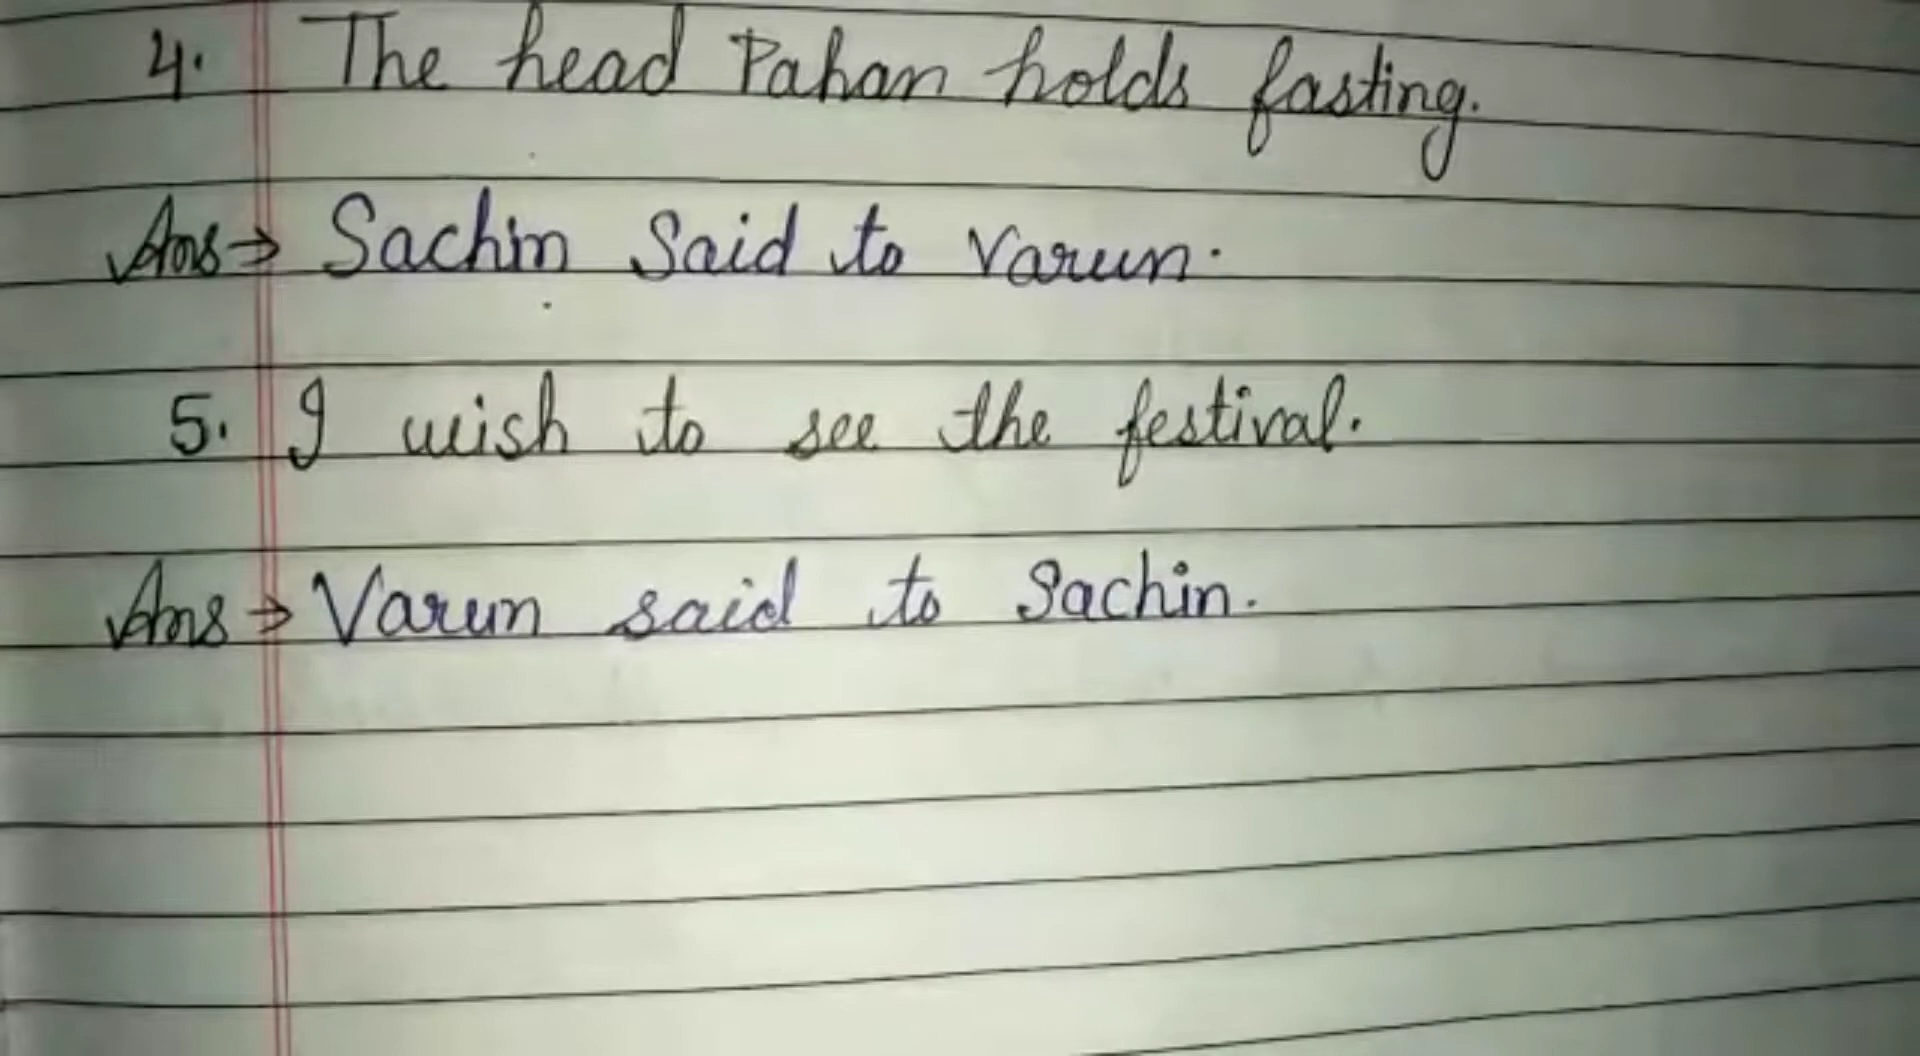 4. The head Pahan holds fasting.
Ans→ Sachin Said to Varun.
5. I wish to see the festival.
Ans→ Varun said to Sachin.